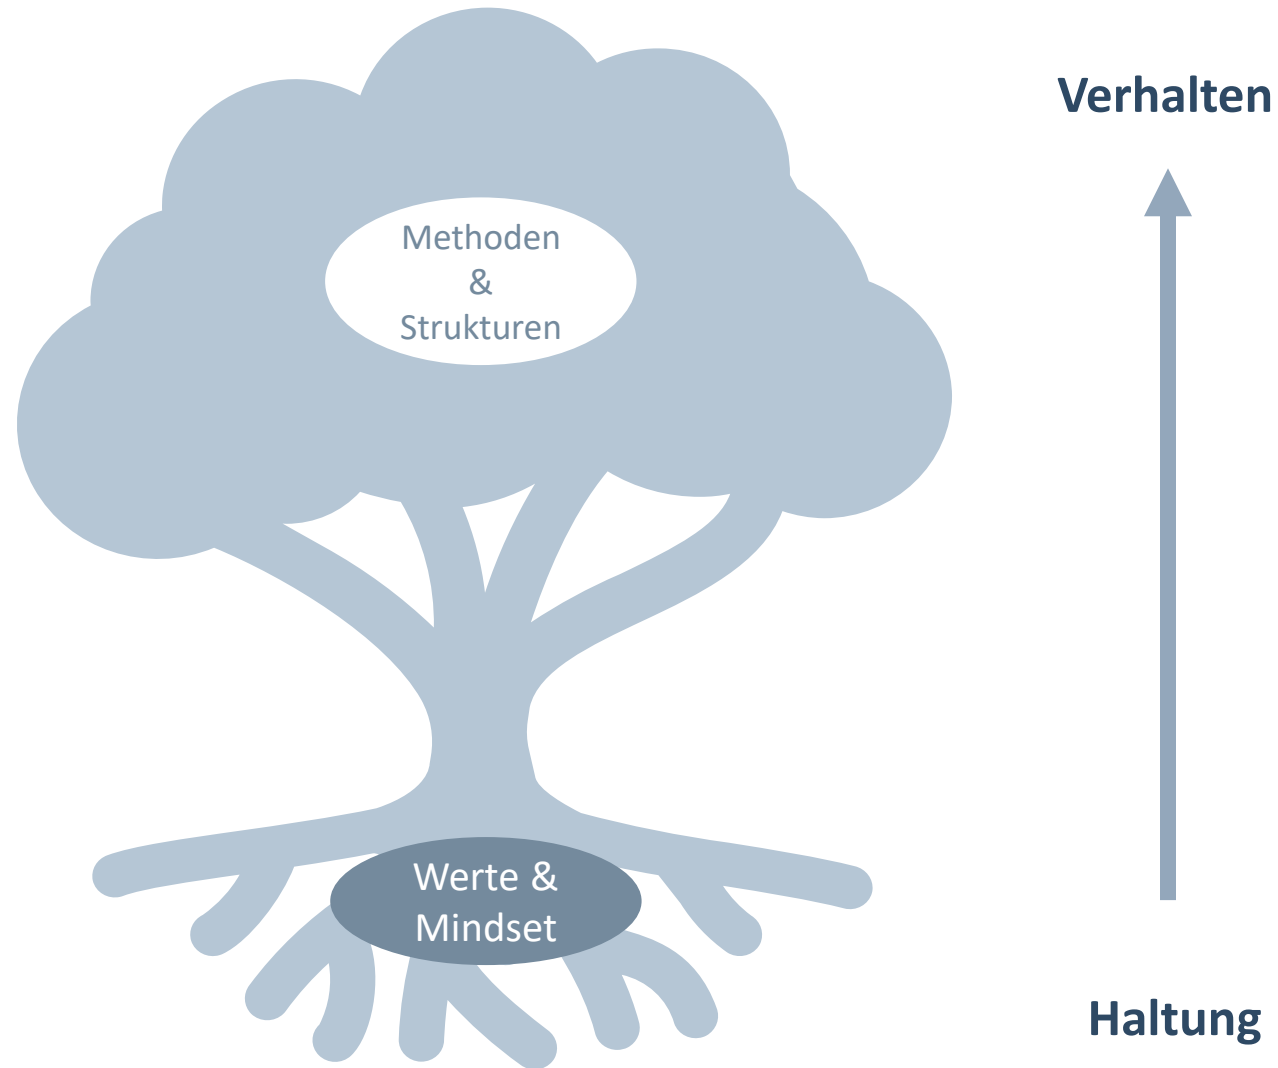 Verhalten
Methoden
&
Strukturen
Werte &
Mindset
Haltung